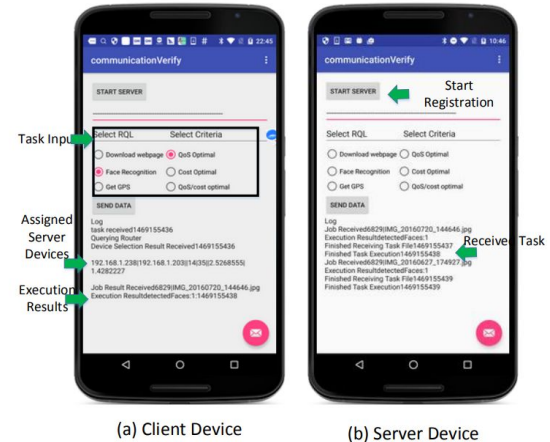 22:45
communicationVerify
START SERVER
Select RQL Select Criteria
Download webpage QoS Optimal
Face Recognition Cost Optimal
Get GPS QoS/cost optimal
SEND DATA
Log
task received1469155436
Querying Router
Device Selection Result Received1469155436
192.168.1.238|192.168.1.203|14|35||2.5268555|
1.4282227
Job Result Received6829|IMG_20160720_144646.jpg
Execution ResultdetectedFaces:1:1469155438
Task Input
Assigned
Server
Devices
Execution
Results
(a) Client Device
10:46
communicationVerify
START SERVER
Select RQL Select Criteria
Download webpage QoS Optimal
Face Recognition Cost Optimal
Get GPS QoS/cost optimal
SEND DATA
Log
Job Received6829|IMG_20160720_144646.jpg
Execution ResultdetectedFaces:1
Finished Receiving Task File1469155437
Finished Task Execution1469155438
Job Received6829|IMG_20160627_174927.jpg
Execution ResultdetectedFaces:1
Finished Receiving Task File1469155439
Finished Task Execution1469155439
Start
Registration
Received Task
(b) Server Device